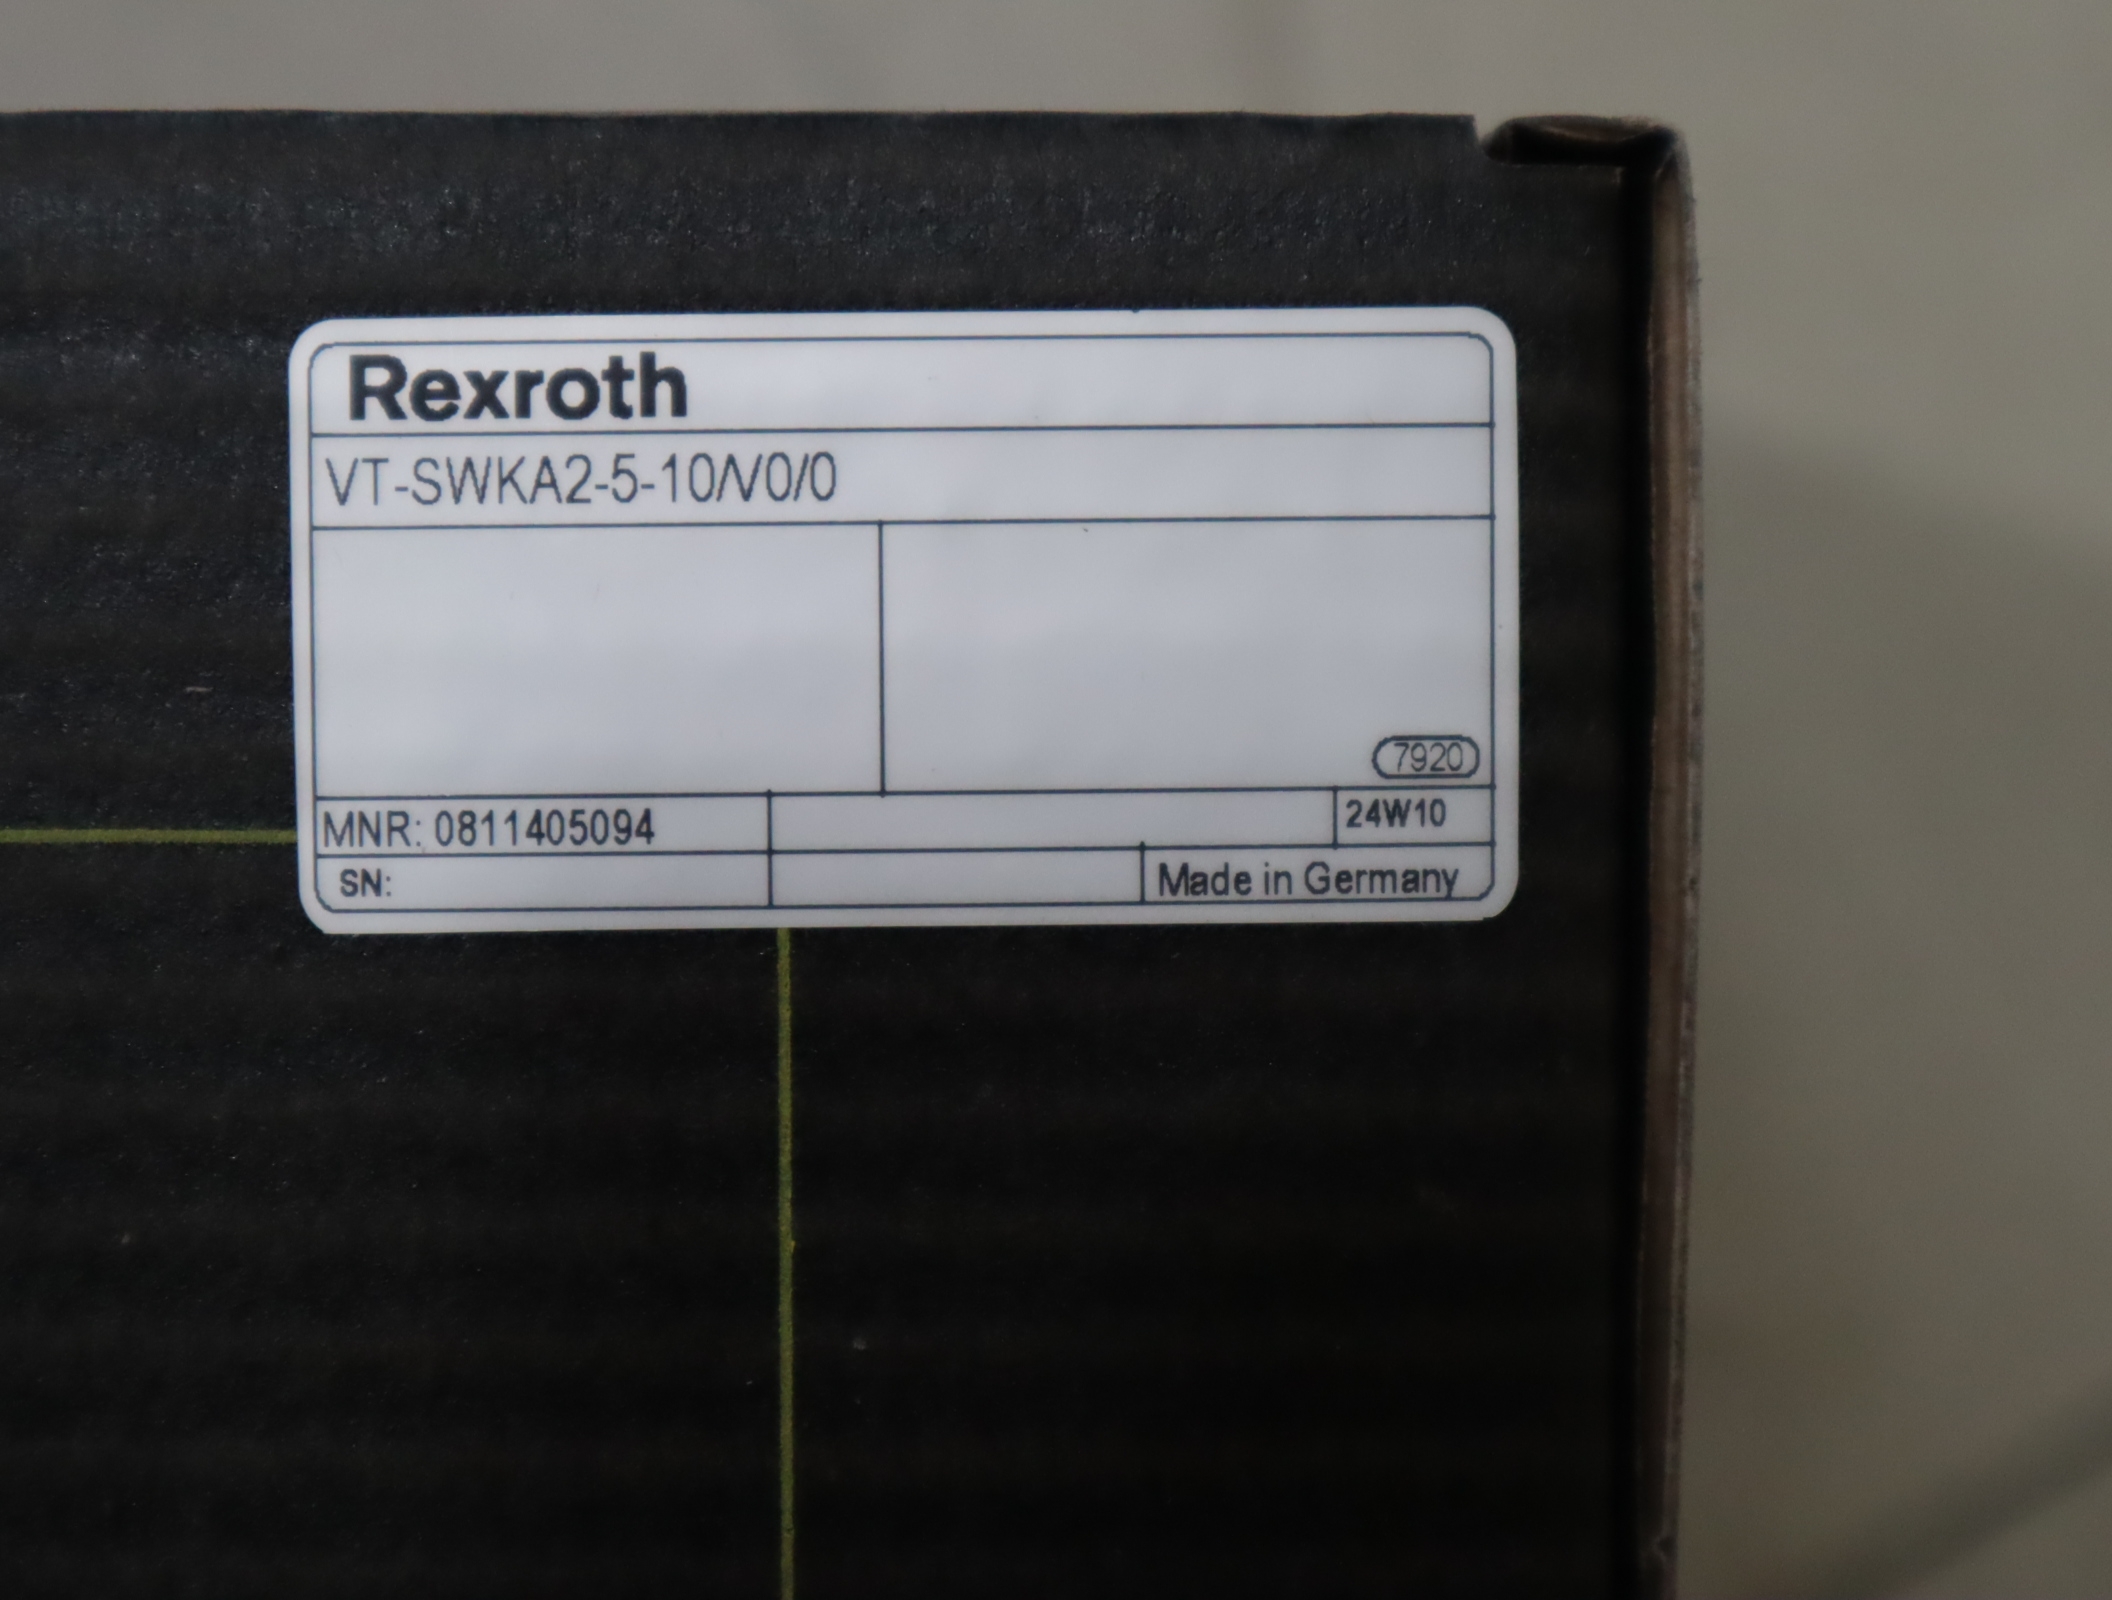 Rexroth
VT-SWKA2-5-10/V0/0
7920
MNR: 0811405094
24W10
SN:
Made in Germany